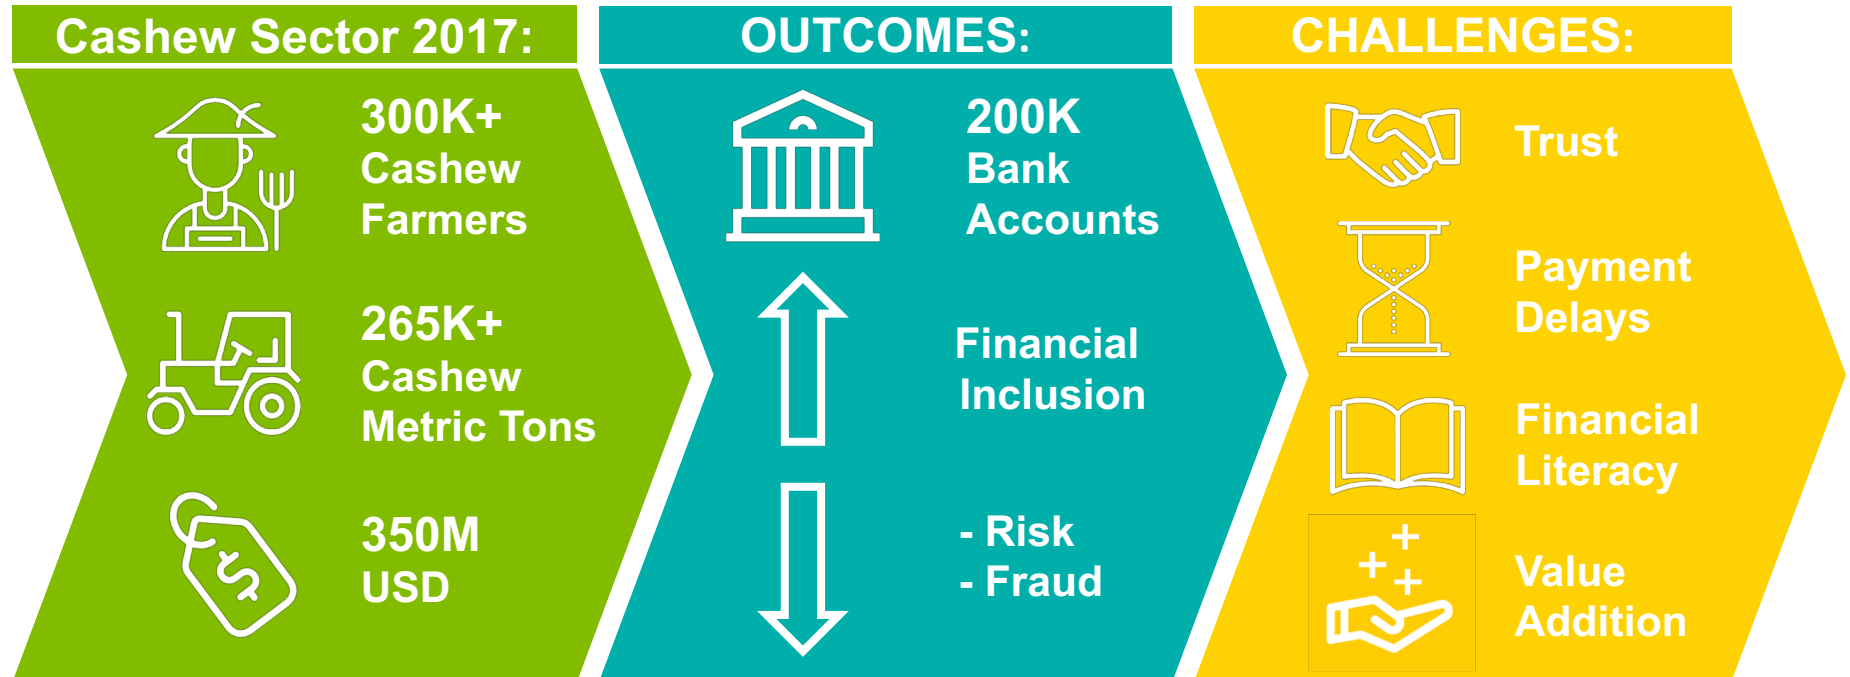 Cashew Sector 2017:
300K+
Cashew
Farmers
265K+
Cashew
Metric Tons
350M
USD
OUTCOMES:
200K
Bank
Accounts
Financial
Inclusion
- Risk
- Fraud
CHALLENGES:
Trust
Payment
Delays
Financial
Literacy
Value
Addition